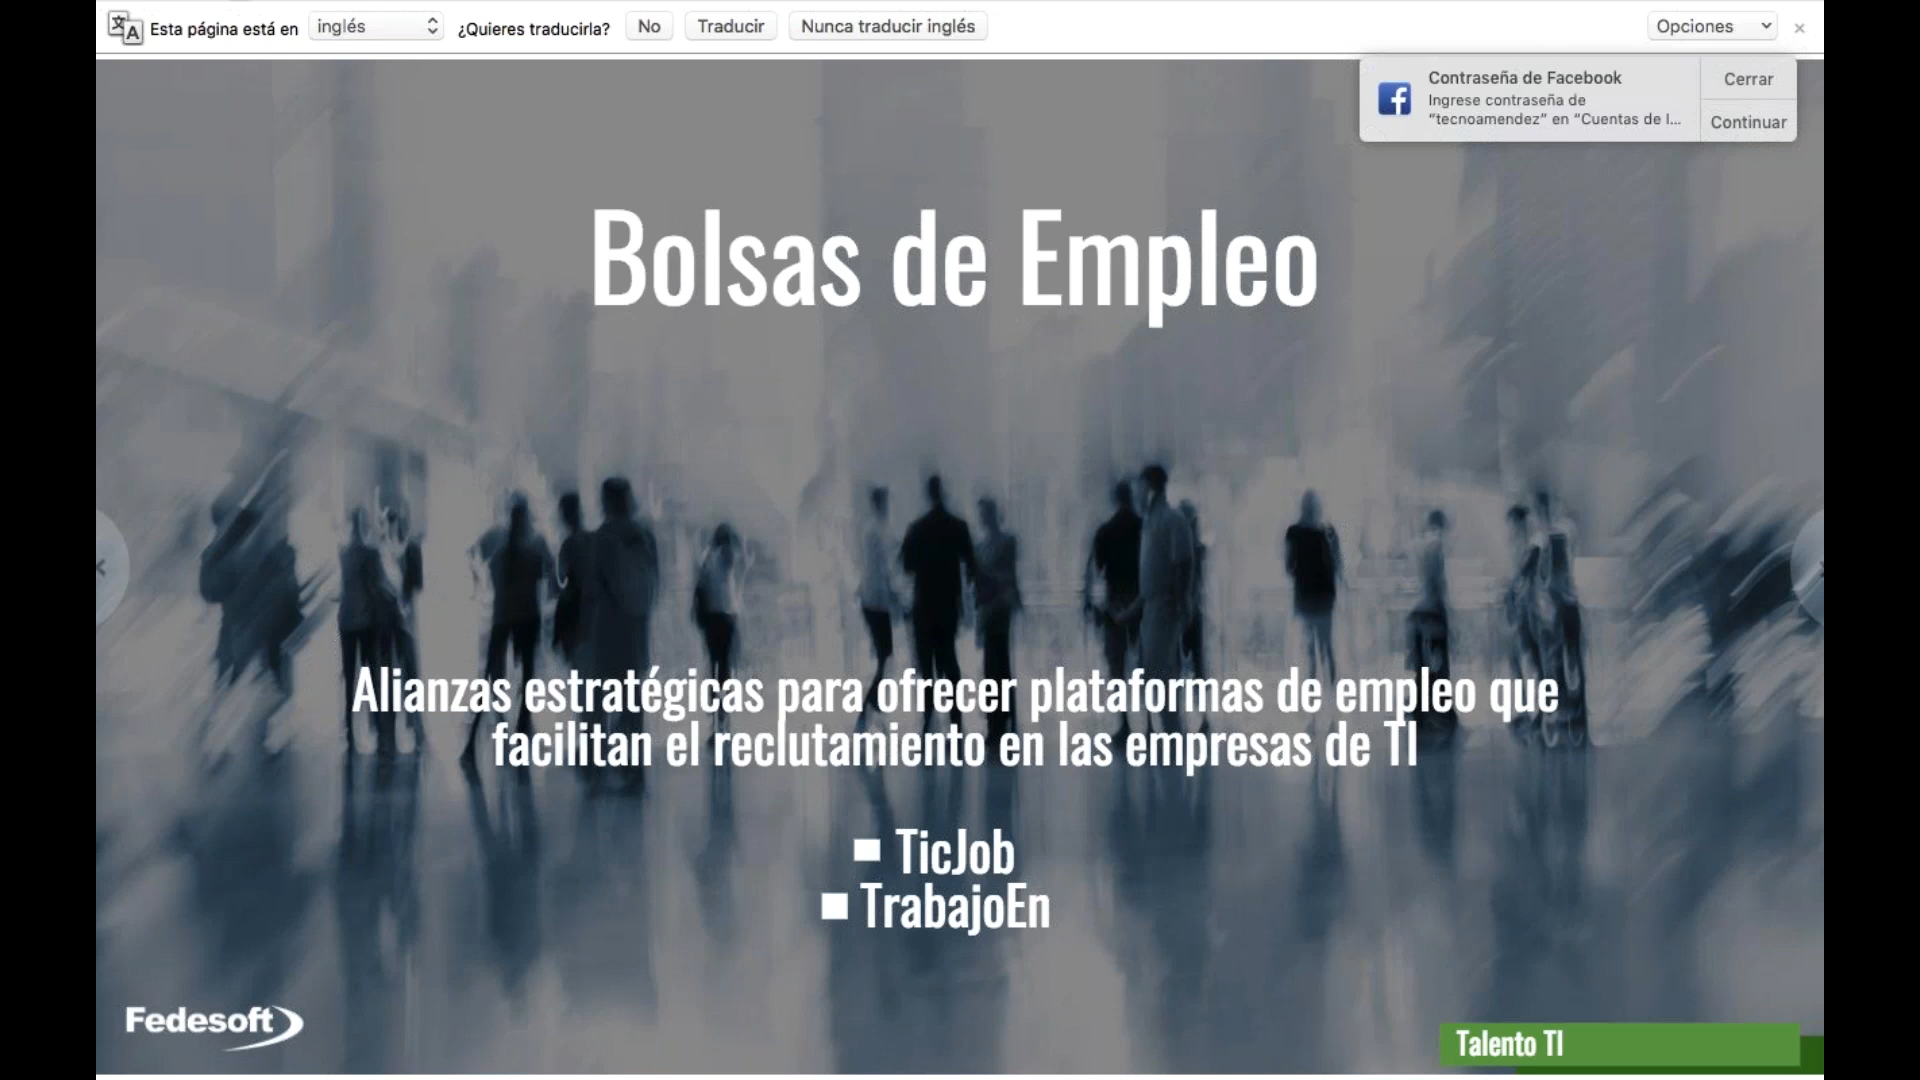 Esta página está en inglés ¿Quieres traducirla? No Traducir Nunca traducir inglés Opciones
Contraseña de Facebook
Ingrese contraseña de
“tecnoamendez” en “Cuentas de I...
Cerrar
Continuar
Bolsas de Empleo
Alianzas estratégicas para ofrecer plataformas de empleo que
facilitan el reclutamiento en las empresas de TI
TicJob
TrabajoEn
Fedesoft
Talento TI